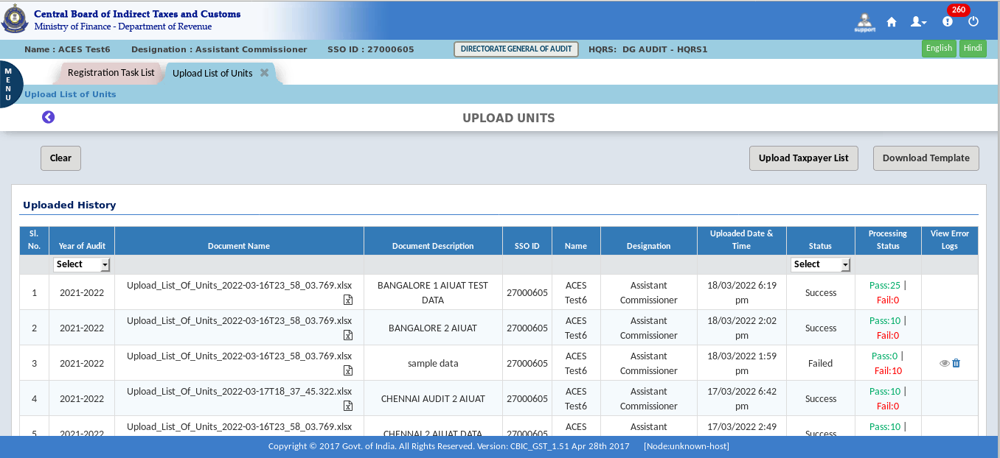 Central Board of Indirect Taxes and Customs
Ministry of Finance - Department of Revenue
support
260
Name : ACES Test6 Designation : Assistant Commissioner SSO ID : 27000605 DIRECTORATE GENERAL OF AUDIT HQRS: DG AUDIT - HQRS1 English Hindi
MENU
Registration Task List Upload List of Units
Upload List of Units
UPLOAD UNITS
Clear Upload Taxpayer List Download Template
Uploaded History
Sl. No. Year of Audit Document Name Document Description SSO ID Name Designation Uploaded Date & Time Status Processing Status View Error Logs
Select Select
1 2021-2022 Upload_List_Of_Units_2022-03-16T23_58_03.769.xlsx BANGALORE 1 AIUAT TEST DATA 27000605 ACES Test6 Assistant Commissioner 18/03/2022 6:19 pm Success Pass:25 | Fail:0
2 2021-2022 Upload_List_Of_Units_2022-03-16T23_58_03.769.xlsx BANGALORE 2 AIUAT 27000605 ACES Test6 Assistant Commissioner 18/03/2022 2:02 pm Success Pass:10 | Fail:0
3 2021-2022 Upload_List_Of_Units_2022-03-16T23_58_03.769.xlsx sample data 27000605 ACES Test6 Assistant Commissioner 18/03/2022 1:59 pm Failed Pass:0 | Fail:10
4 2021-2022 Upload_List_Of_Units_2022-03-17T18_37_45.322.xlsx CHENNAI AUDIT 2 AIUAT 27000605 ACES Test6 Assistant Commissioner 17/03/2022 6:42 pm Success Pass:10 | Fail:0
5 2021-2022 Upload_List_Of_Units_2022-03-16T23_58_03.769.xlsx CHENNAI 2 AIUAT DATA 27000605 ACES Assistant 17/03/2022 2:49 Success Pass:10 |
Copyright © 2017 Govt. of India. All Rights Reserved. Version: CBIC_GST_1.51 Apr 28th 2017 [Node:unknown-host]